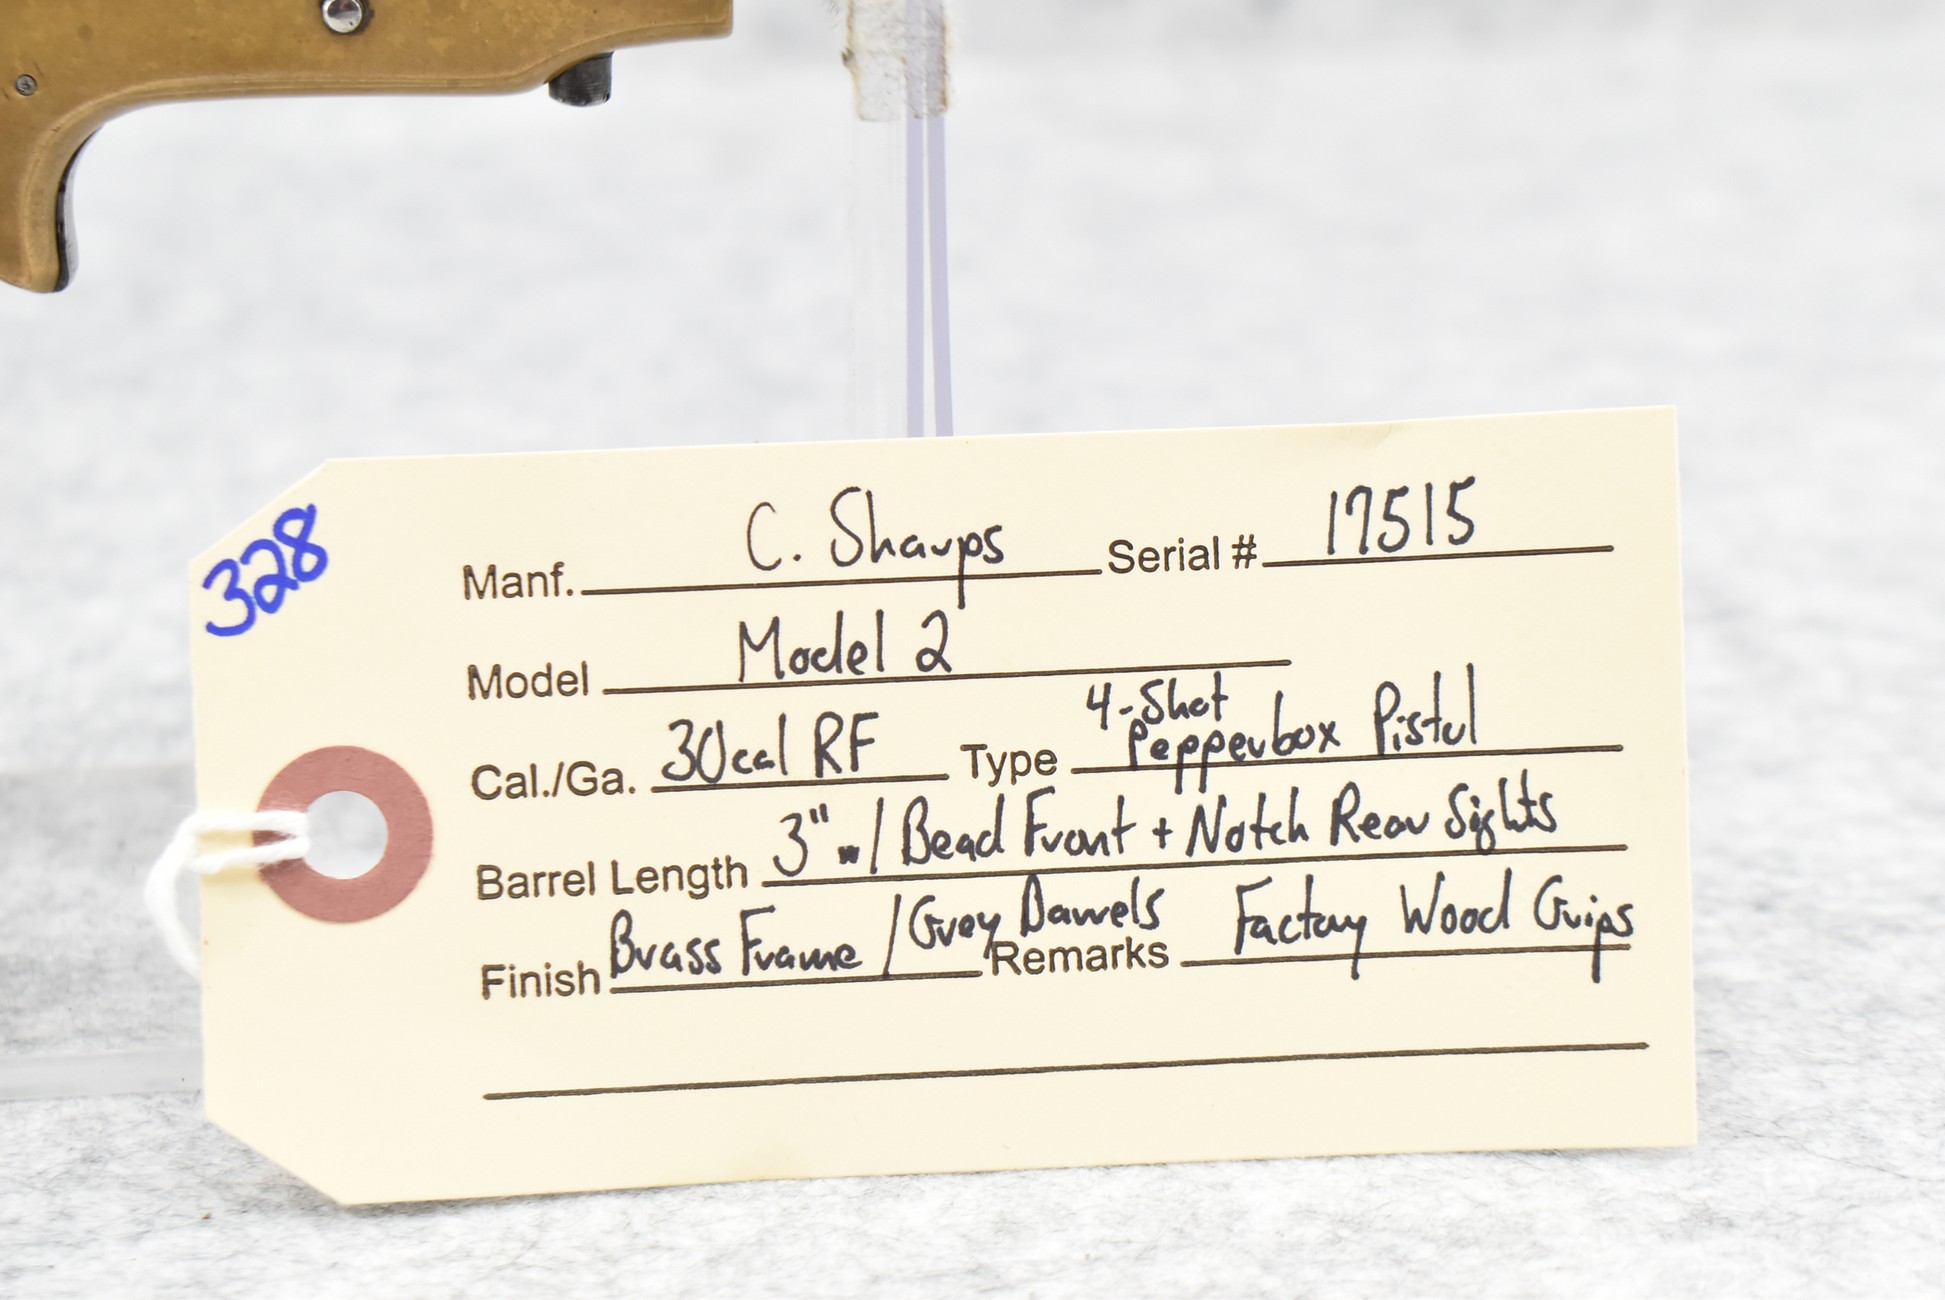 328
Manf. C. Sharps Serial # 17515
Model Model 2
Cal./Ga. 30cal RF Type 4-Shot Pepperbox Pistol
Barrel Length 3" w/ Bead Front + Notch Rear Sights
Finish Brass Frame / Grey Barrels Remarks Factory Wood Grips